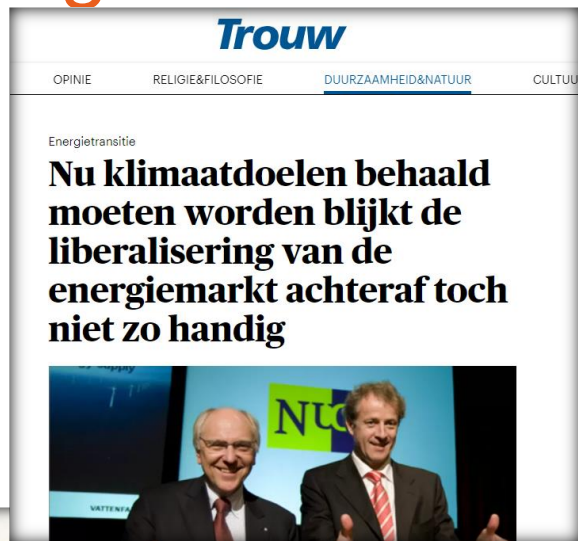 Trouw
OPINIE RELIGIE&FILOSOFIE DUURZAAMHEID&NATUUR CULTUU
Energietransitie
Nu klimaatdoelen behaald
moeten worden blijkt de
liberalisering van de
energiemarkt achteraf toch
niet zo handig
NUO
VATTENFA